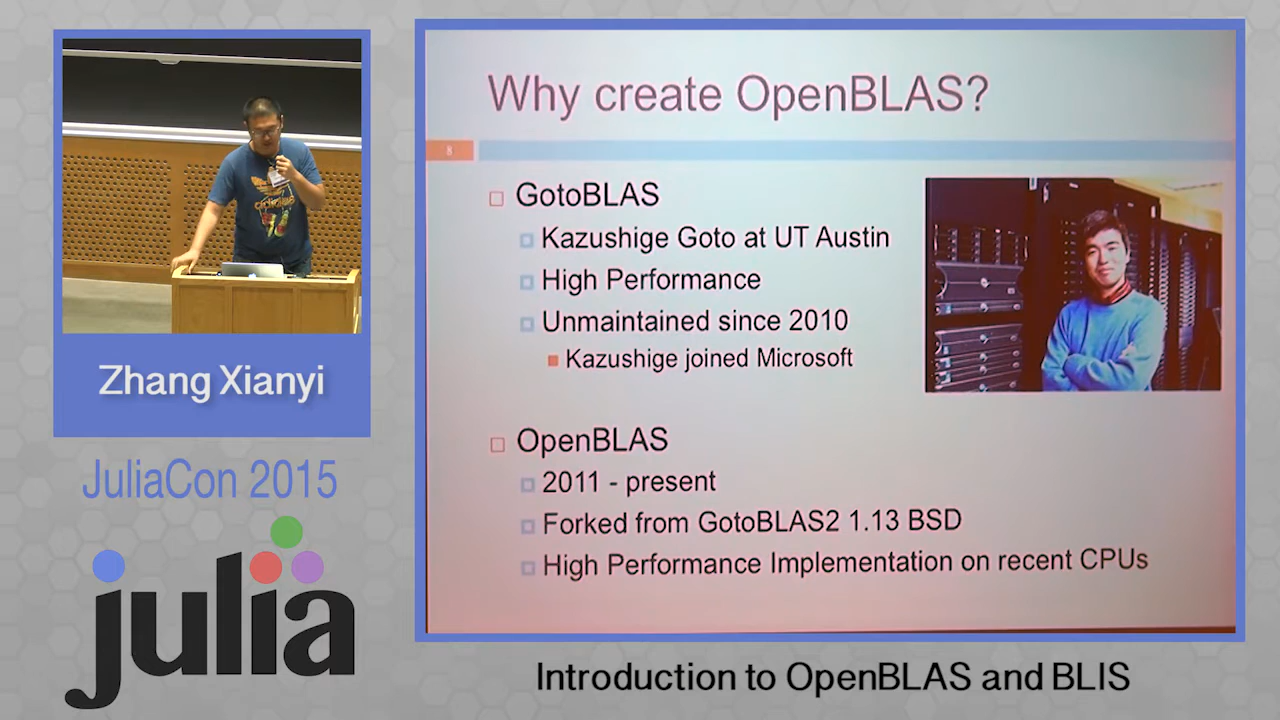 Why create OpenBLAS?
8
GotoBLAS
Kazushige Goto at UT Austin
High Performance
Unmaintained since 2010
Kazushige joined Microsoft
OpenBLAS
2011 - present
Forked from GotoBLAS2 1.13 BSD
High Performance Implementation on recent CPUs
Zhang Xianyi
JuliaCon 2015
julia
Introduction to OpenBLAS and BLIS